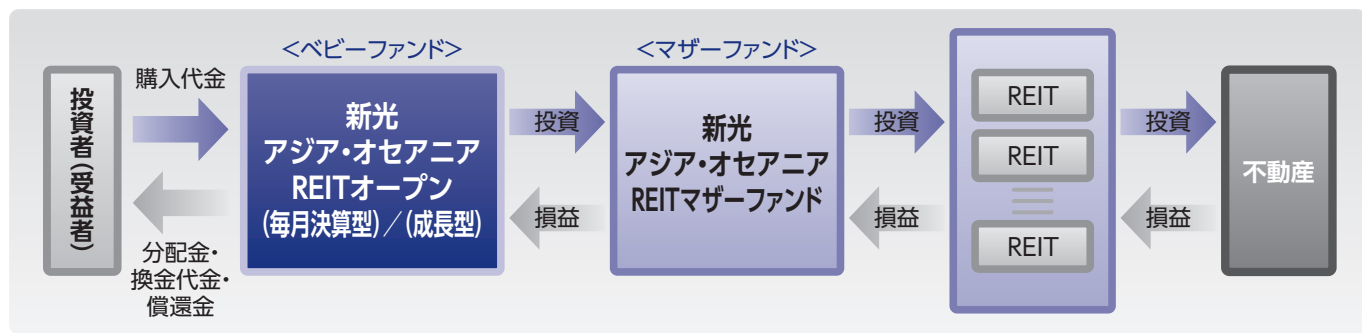 投資者(受益者)
購入代金
分配金・
換金代金・
償還金
＜ベビーファンド＞
新光
アジア・オセアニア
REITオープン
(毎月決算型)／(成長型)
投資
損益
＜マザーファンド＞
新光
アジア・オセアニア
REITマザーファンド
投資
損益
REIT
REIT
REIT
投資
損益
不動産